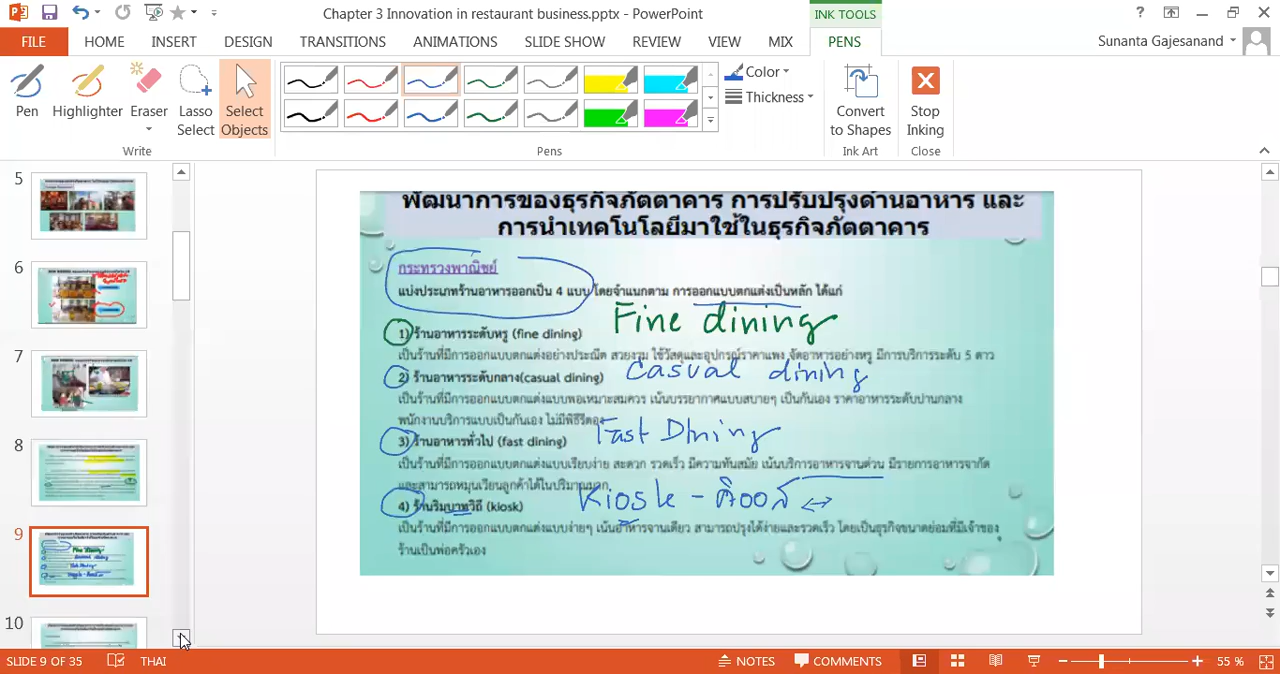 Chapter 3 Innovation in restaurant business.pptx - PowerPoint
INK TOOLS
?
FILE HOME INSERT DESIGN TRANSITIONS ANIMATIONS SLIDE SHOW REVIEW VIEW MIX PENS
Sunanta Gajesanand
Pen Highlighter Eraser Lasso Select Select Objects
Color
Thickness
Convert to Shapes Stop Inking
Write Pens Ink Art Close
5
6
7
8
9
10
พัฒนาการของธุรกิจภัตตาคาร การปรับปรุงด้านอาหาร และ
การนำเทคโนโลยีมาใช้ในธุรกิจภัตตาคาร
กระทรวงพาณิชย์
แบ่งประเภทร้านอาหารออกเป็น 4 แบบ โดยจำแนกตาม การออกแบบตกแต่งเป็นหลัก ได้แก่
Fine dining
1) ร้านอาหารระดับหรู (fine dining)
เป็นร้านที่มีการออกแบบตกแต่งอย่างประณีต สวยงาม ใช้วัสดุและอุปกรณ์ราคาแพง จัดอาหารอย่างหรู มีการบริการระดับ 5 ดาว
2) ร้านอาหารระดับกลาง(casual dining) Casual dining
เป็นร้านที่มีการออกแบบตกแต่งแบบพอเหมาะสมควร เน้นบรรยากาศแบบสบายๆ เป็นกันเอง ราคาอาหารระดับปานกลาง
พนักงานบริการแบบเป็นกันเอง ไม่มีพิธีรีตอง
3) ร้านอาหารทั่วไป (fast dining) Fast Dining
เป็นร้านที่มีการออกแบบตกแต่งแบบเรียบง่าย สะดวก รวดเร็ว มีความทันสมัย เน้นบริการอาหารจานด่วน มีรายการอาหารจำกัด
และสามารถหมุนเวียนลูกค้าได้ในปริมาณมาก
4) ร้านริมบาทวิถี (kiosk) Kiosk - คีออส
เป็นร้านที่มีการออกแบบตกแต่งแบบง่ายๆ เน้นอาหารจานเดียว สามารถปรุงได้ง่ายและรวดเร็ว โดยเป็นธุรกิจขนาดย่อมที่มีเจ้าของ
ร้านเป็นพ่อครัวเอง
SLIDE 9 OF 35 THAI NOTES COMMENTS 55 %